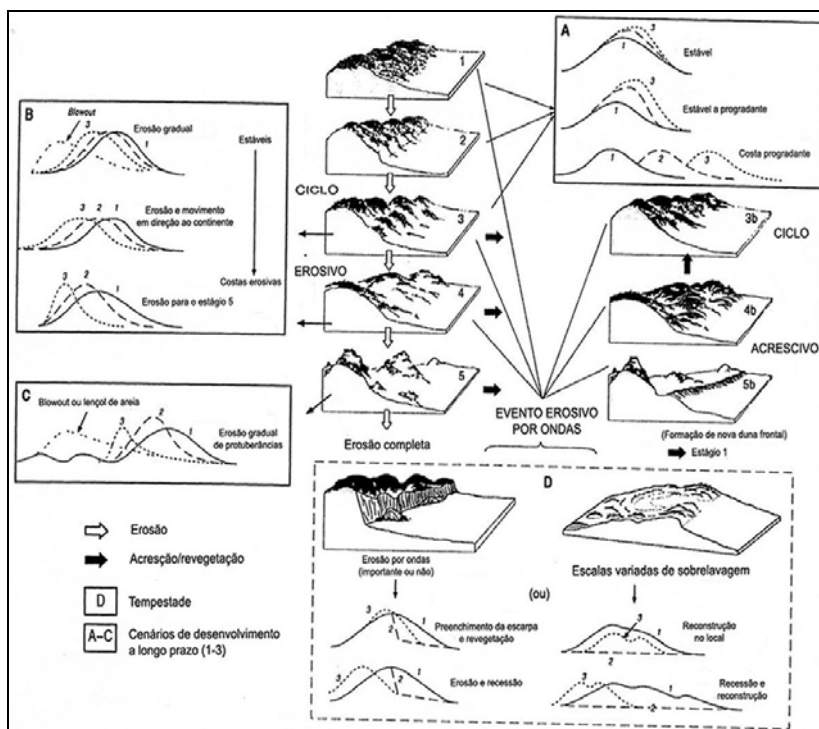 A
3
1
Estável
3
1
Estável a progradante
1
2
3
Costa progradante
B
Blowout
3
Erosão gradual
1
Estáveis
3 2 1
Erosão e movimento
em direção ao continente
Costas erosivas
3
2
1
Erosão para o estágio 5
C
Blowout ou lençol de areia
3
2
1
Erosão gradual
de protuberâncias
1
2
CICLO
3
EROSIVO
4
5
Erosão completa
3b
CICLO
4b
ACRESCIVO
5b
(Formação de nova duna frontal)
Estágio 1
EVENTO EROSIVO
POR ONDAS
D
Erosão por ondas
(importante ou não)
Escalas variadas de sobrelavagem
(ou)
3
2
1
Preenchimento da escarpa
e revegetação
3
2
1
Erosão e recessão
3
1
2
Reconstrução
no local
3
1
2
Recessão e
reconstrução
Erosão
Acresção/revegetação
D
Tempestade
A–C
Cenários de desenvolvimento
a longo prazo (1-3)